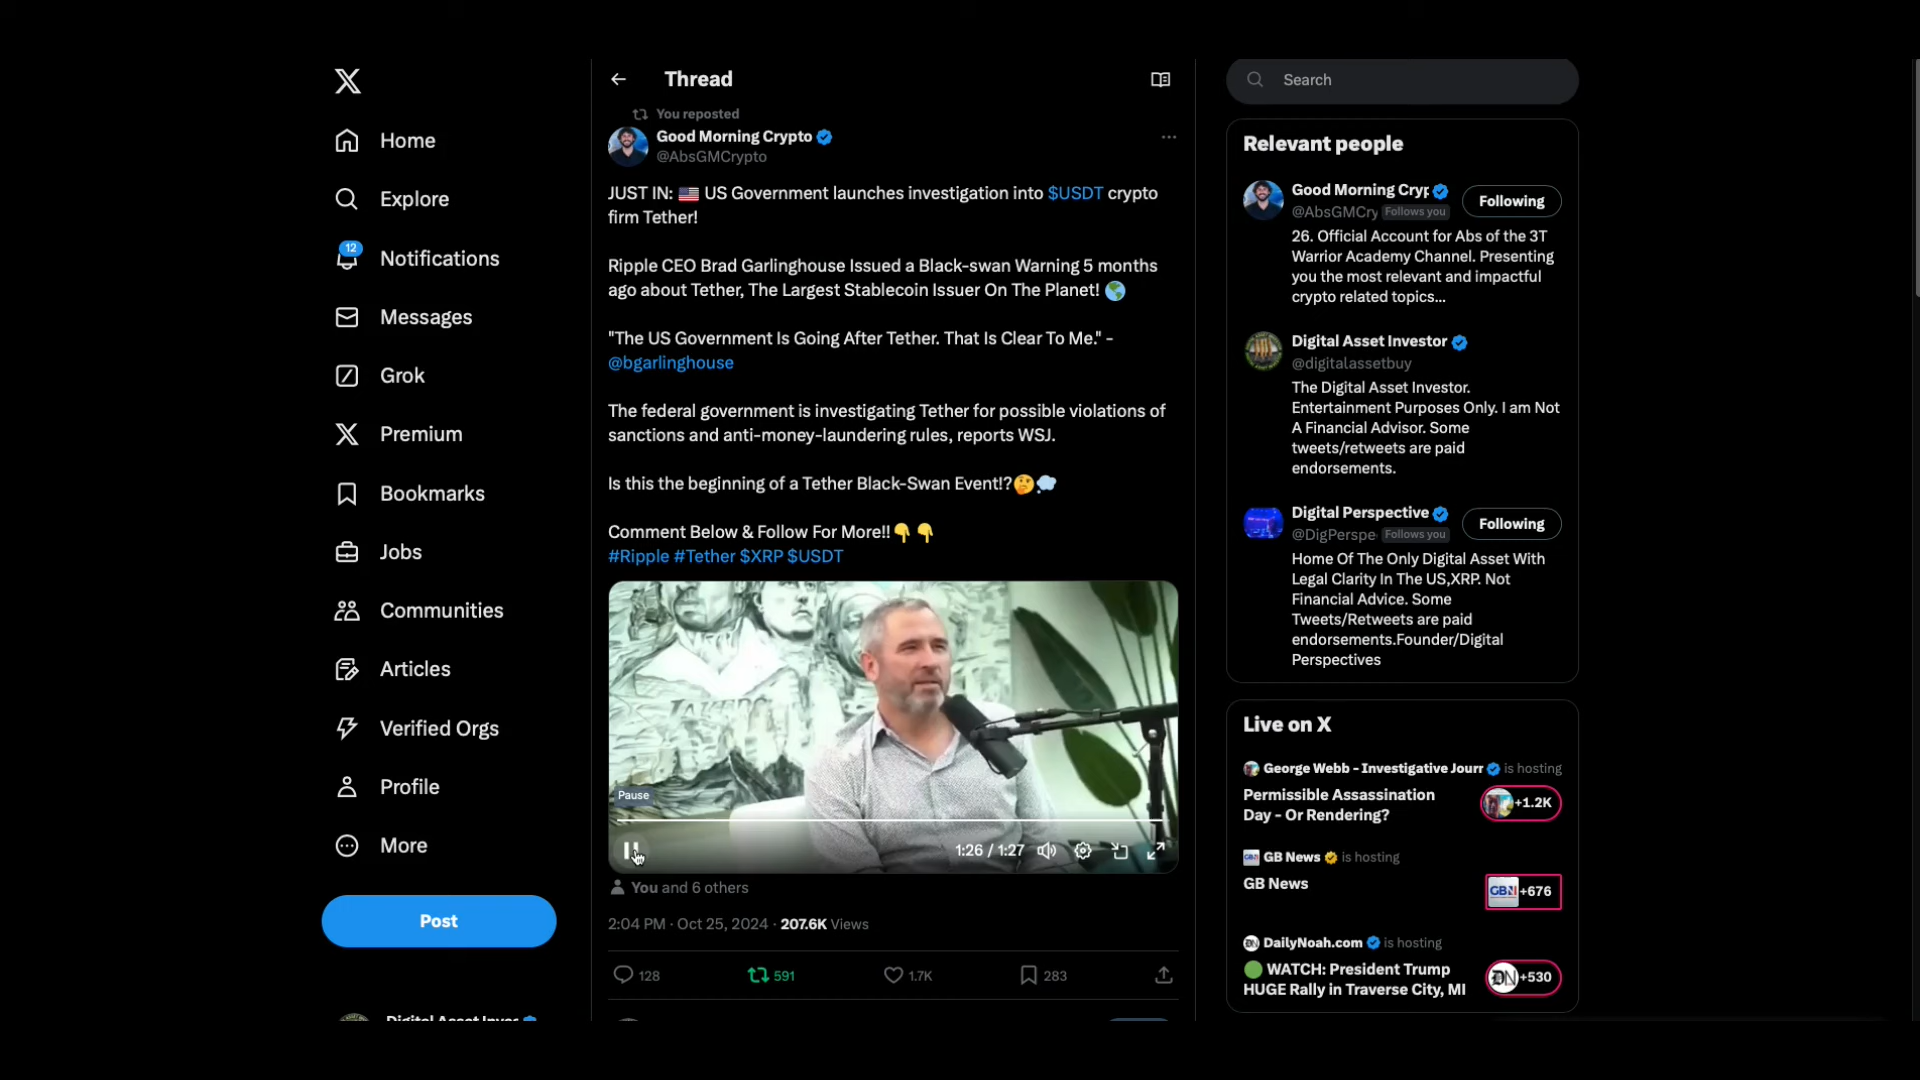 Home
Explore
12
Notifications
Messages
Grok
Premium
Bookmarks
Jobs
Communities
Articles
Verified Orgs
Profile
More
Post
Thread
You reposted
Good Morning Crypto
@AbsGMCrypto
JUST IN: US Government launches investigation into $USDT crypto
firm Tether!
Ripple CEO Brad Garlinghouse Issued a Black-swan Warning 5 months
ago about Tether, The Largest Stablecoin Issuer On The Planet!
"The US Government Is Going After Tether. That Is Clear To Me." -
@bgarlinghouse
The federal government is investigating Tether for possible violations of
sanctions and anti-money-laundering rules, reports WSJ.
Is this the beginning of a Tether Black-Swan Event!?
Comment Below & Follow For More!!
#Ripple #Tether $XRP $USDT
Pause
1:26 / 1:27
You and 6 others
2:04 PM · Oct 25, 2024 · 207.6K Views
128
591
1.7K
283
Search
Relevant people
Good Morning Cryp
@AbsGMCry Follows you
Following
26. Official Account for Abs of the 3T
Warrior Academy Channel. Presenting
you the most relevant and impactful
crypto related topics...
Digital Asset Investor
@digitalassetbuy
The Digital Asset Investor.
Entertainment Purposes Only. I am Not
A Financial Advisor. Some
tweets/retweets are paid
endorsements.
Digital Perspective
@DigPerspe Follows you
Following
Home Of The Only Digital Asset With
Legal Clarity In The US,XRP. Not
Financial Advice. Some
Tweets/Retweets are paid
endorsements.Founder/Digital
Perspectives
Live on X
George Webb - Investigative Journ is hosting
Permissible Assassination
Day - Or Rendering?
+1.2K
GB News is hosting
GB News
GBN +676
DailyNoah.com is hosting
WATCH: President Trump
HUGE Rally in Traverse City, MI
DN +530